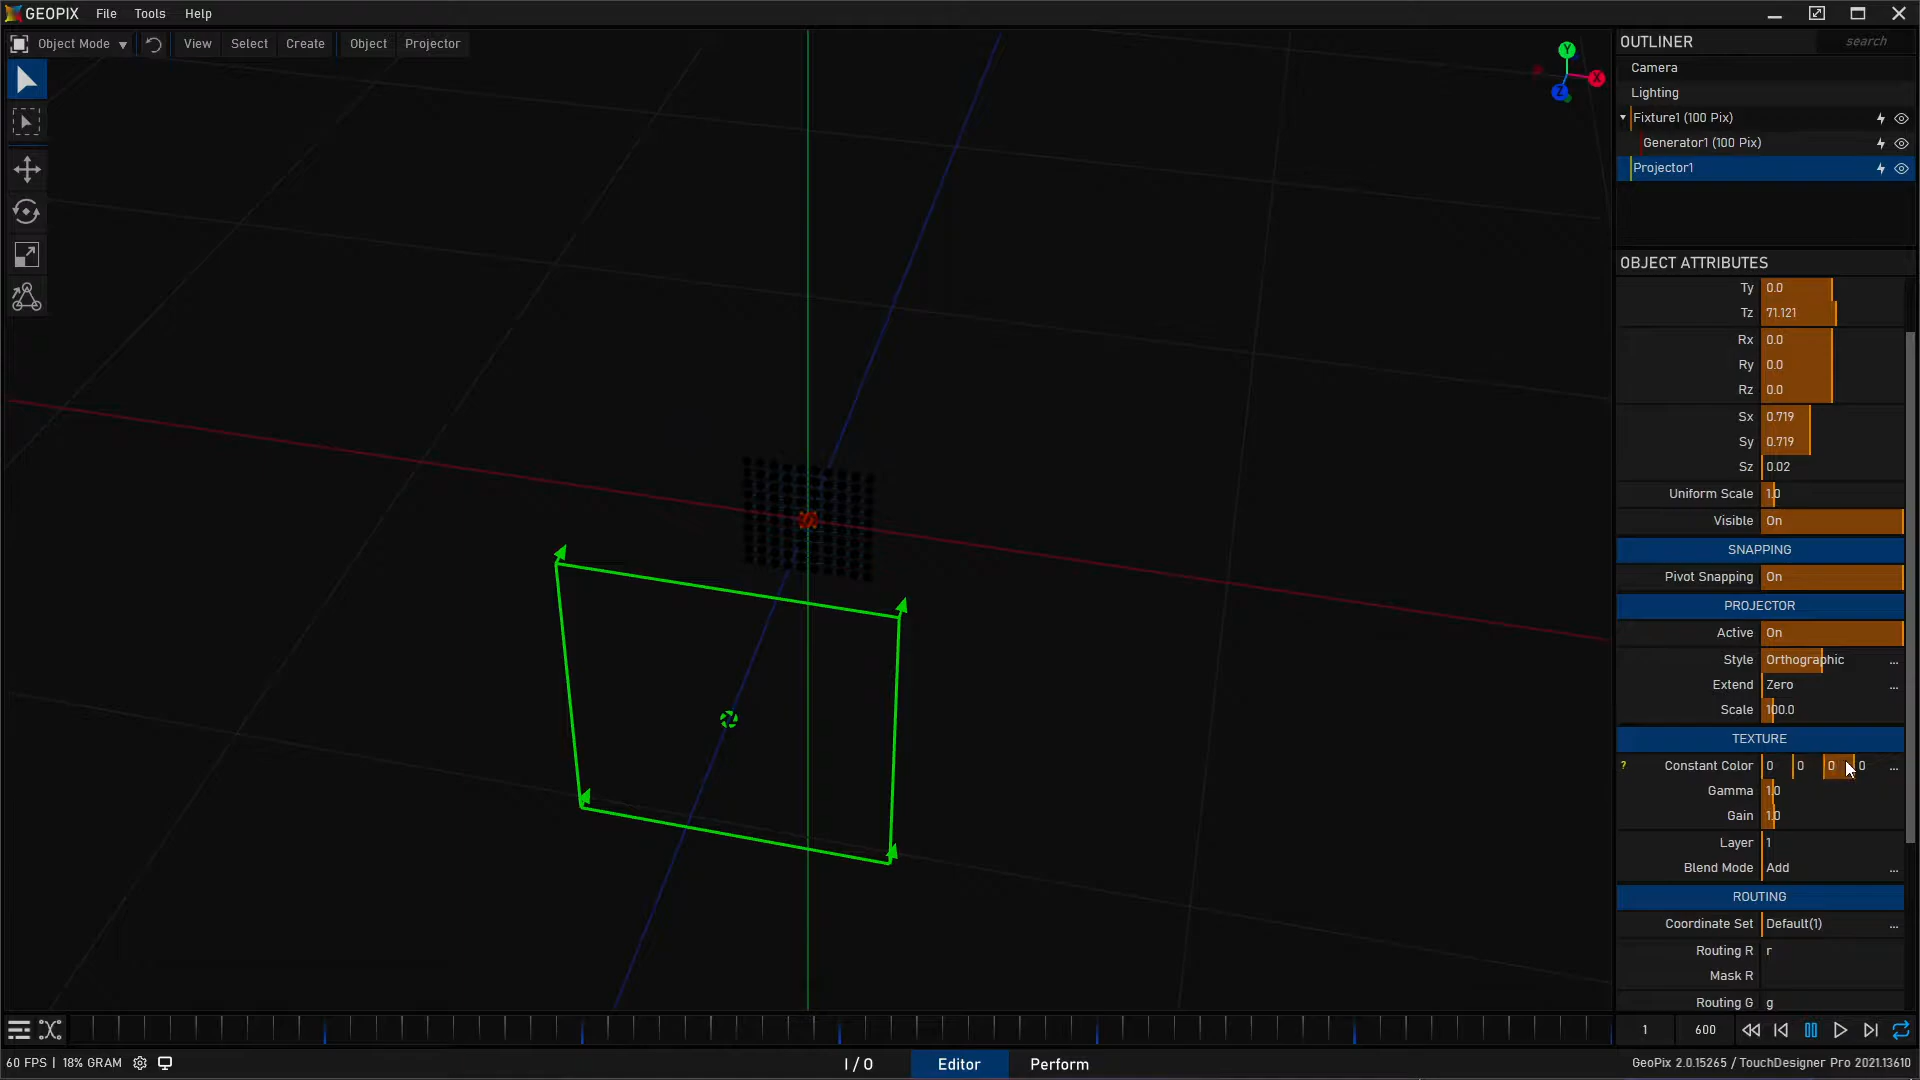 GEOPIX File Tools Help
Object Mode View Select Create Object Projector
Y
X
Z
OUTLINER search
Camera
Lighting
Fixture1 (100 Pix)
Generator1 (100 Pix)
Projector1
OBJECT ATTRIBUTES
Ty 0.0
Tz 71.121
Rx 0.0
Ry 0.0
Rz 0.0
Sx 0.719
Sy 0.719
Sz 0.02
Uniform Scale 1.0
Visible On
SNAPPING
Pivot Snapping On
PROJECTOR
Active On
Style Orthographic ...
Extend Zero ...
Scale 100.0
TEXTURE
? Constant Color 0 0 0 0 ...
Gamma 1.0
Gain 1.0
Layer 1
Blend Mode Add ...
ROUTING
Coordinate Set Default(1) ...
Routing R r
Mask R
Routing G g
1 600
60 FPS | 18% GRAM I / O Editor Perform GeoPix 2.0.15265 / TouchDesigner Pro 2021.13610